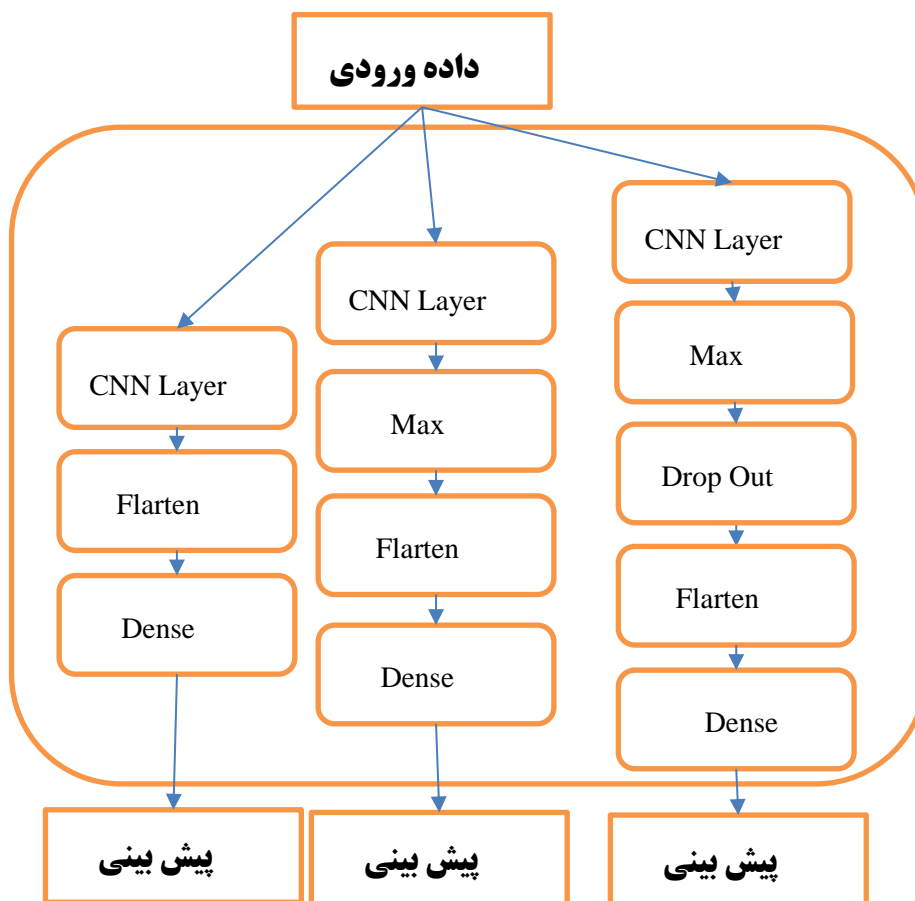 داده ورودی
CNN Layer
Flarten
Dense
پیش بینی
CNN Layer
Max
Flarten
Dense
پیش بینی
CNN Layer
Max
Drop Out
Flarten
Dense
پیش بینی